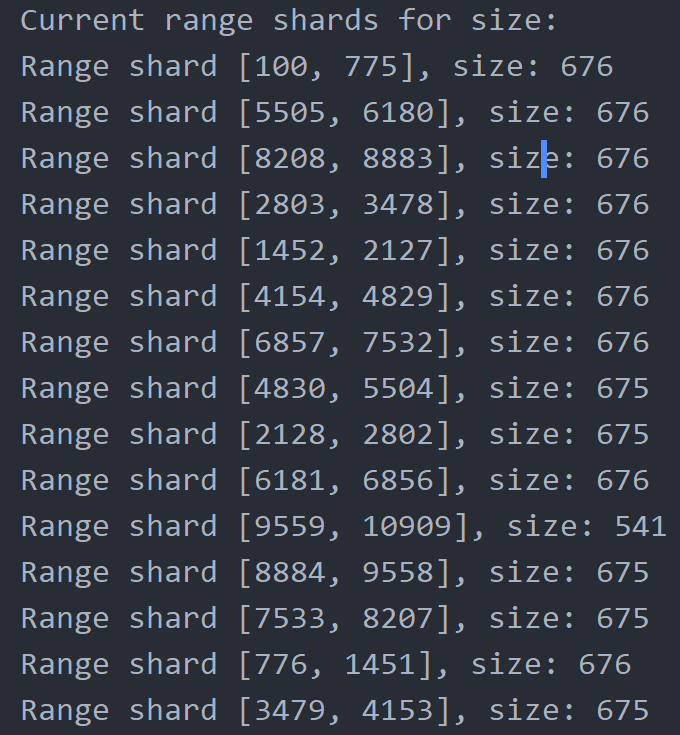 Current range shards for size:
Range shard [100, 775], size: 676
Range shard [5505, 6180], size: 676
Range shard [8208, 8883], size: 676
Range shard [2803, 3478], size: 676
Range shard [1452, 2127], size: 676
Range shard [4154, 4829], size: 676
Range shard [6857, 7532], size: 676
Range shard [4830, 5504], size: 675
Range shard [2128, 2802], size: 675
Range shard [6181, 6856], size: 676
Range shard [9559, 10909], size: 541
Range shard [8884, 9558], size: 675
Range shard [7533, 8207], size: 675
Range shard [776, 1451], size: 676
Range shard [3479, 4153], size: 675